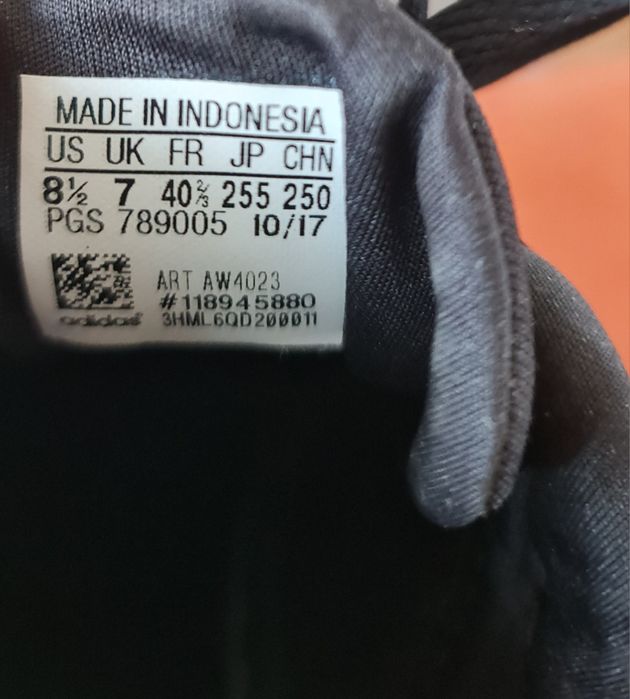 MADE IN INDONESIA
US UK FR JP CHN
8½ 7 40⅔ 255 250
PGS 789005 10/17
ART AW4023
#118945880
adidas 3HML6QD200011